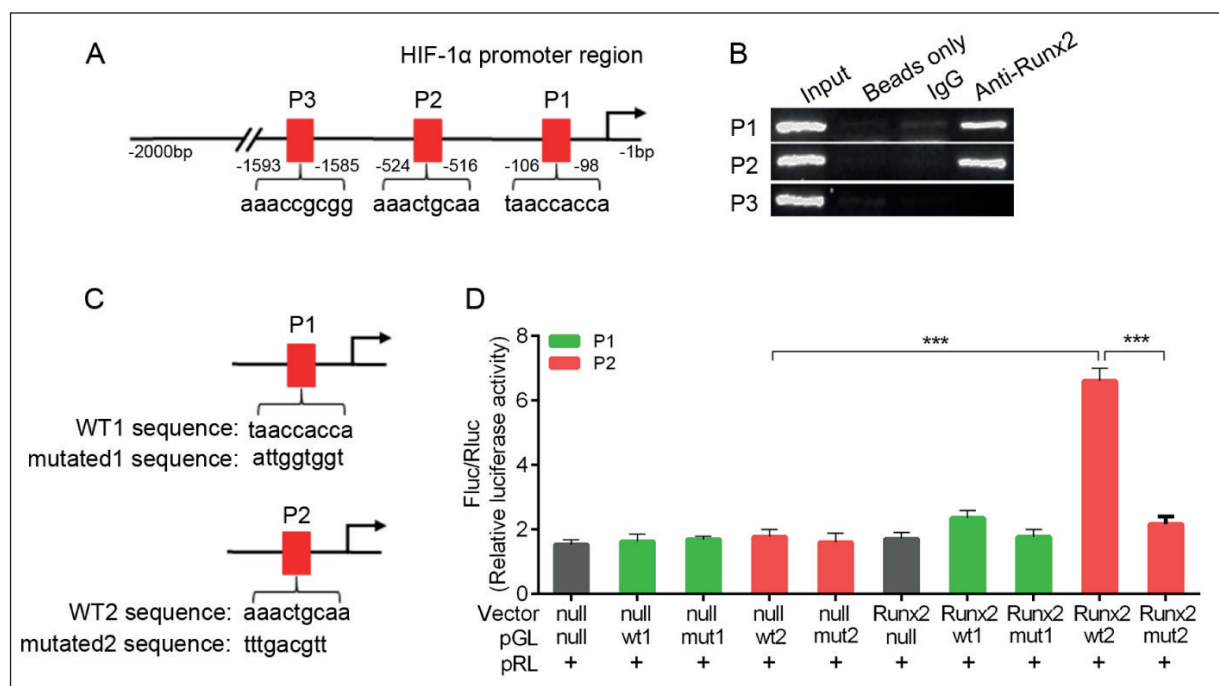 A
HIF-1α promoter region
P3 P2 P1
-2000bp -1593 -1585 -524 -516 -106 -98 -1bp
aaaccgcgg aaactgcaa taaccacca
B
Input Beads only IgG Anti-Runx2
P1
P2
P3
C
P1
WT1 sequence: taaccacca
mutated1 sequence: attggtggt
P2
WT2 sequence: aaactgcaa
mutated2 sequence: tttgacgtt
D
Fluc/Rluc
(Relative luciferase activity)
8
6
4
2
0
P1
P2
*** ***
Vector null null null null null Runx2 Runx2 Runx2 Runx2 Runx2
pGL null wt1 mut1 wt2 mut2 null wt1 mut1 wt2 mut2
pRL + + + + + + + + + +